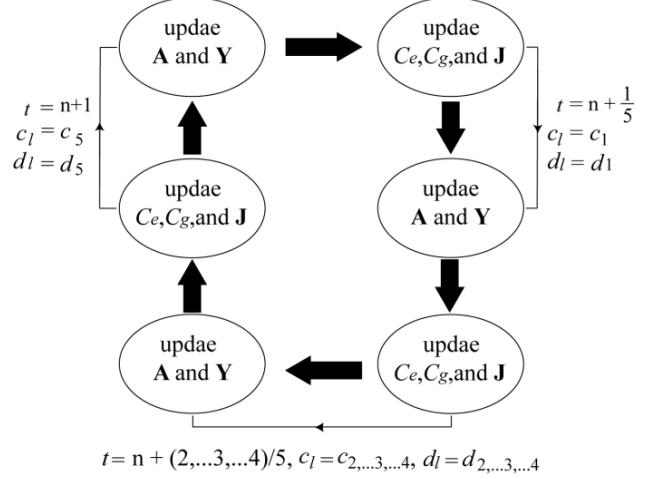 updae
A and Y
updae
Ce,Cg,and J
t = n+1
cl = c5
dl = d5
t = n + 1/5
cl = c1
dl = d1
updae
Ce,Cg,and J
updae
A and Y
updae
A and Y
updae
Ce,Cg,and J
t= n + (2,...3,...4)/5, cl = c2,...3,...4, dl = d2,...3,...4